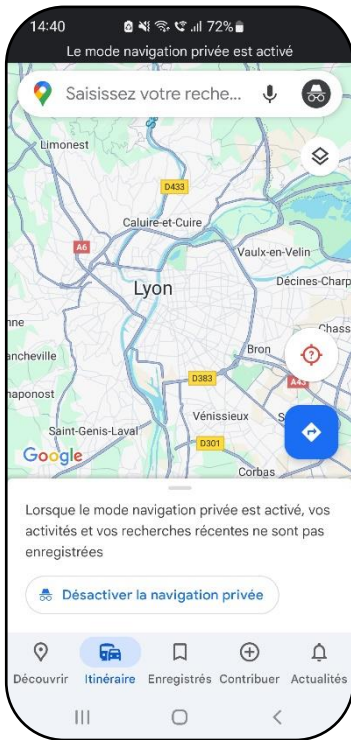 14:40 72%
Le mode navigation privée est activé
Saisissez votre reche...
Limonest
D433
Caluire-et-Cuire
A6
Vaulx-en-Velin
Lyon
Décines-Charp
nne
Chass
Bron
ancheville
D383
A43
naponost
Vénissieux
S
Saint-Genis-Laval
D301
Google
Corbas
Lorsque le mode navigation privée est activé, vos
activités et vos recherches récentes ne sont pas
enregistrées
Désactiver la navigation privée
Découvrir Itinéraire Enregistrés Contribuer Actualités